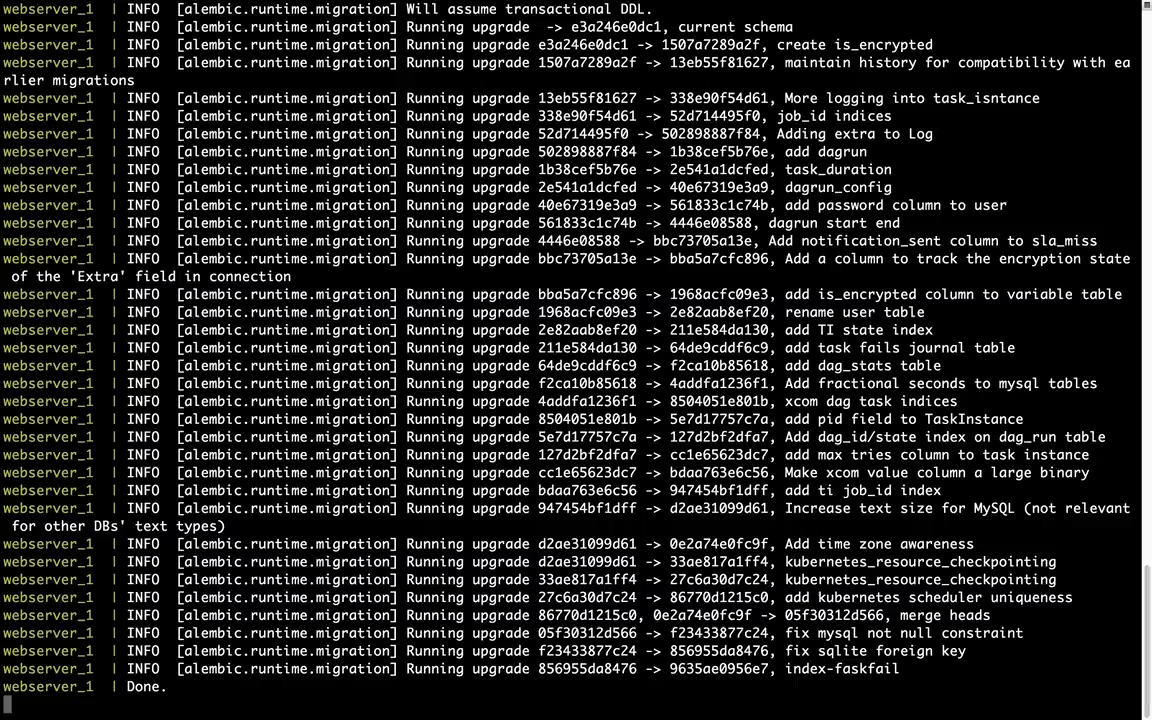 webserver_1  | INFO  [alembic.runtime.migration] Will assume transactional DDL.
webserver_1  | INFO  [alembic.runtime.migration] Running upgrade  -> e3a246e0dc1, current schema
webserver_1  | INFO  [alembic.runtime.migration] Running upgrade e3a246e0dc1 -> 1507a7289a2f, create is_encrypted
webserver_1  | INFO  [alembic.runtime.migration] Running upgrade 1507a7289a2f -> 13eb55f81627, maintain history for compatibility with ea
rlier migrations
webserver_1  | INFO  [alembic.runtime.migration] Running upgrade 13eb55f81627 -> 338e90f54d61, More logging into task_isntance
webserver_1  | INFO  [alembic.runtime.migration] Running upgrade 338e90f54d61 -> 52d714495f0, job_id indices
webserver_1  | INFO  [alembic.runtime.migration] Running upgrade 52d714495f0 -> 502898887f84, Adding extra to Log
webserver_1  | INFO  [alembic.runtime.migration] Running upgrade 502898887f84 -> 1b38cef5b76e, add dagrun
webserver_1  | INFO  [alembic.runtime.migration] Running upgrade 1b38cef5b76e -> 2e541a1dcfed, task_duration
webserver_1  | INFO  [alembic.runtime.migration] Running upgrade 2e541a1dcfed -> 40e67319e3a9, dagrun_config
webserver_1  | INFO  [alembic.runtime.migration] Running upgrade 40e67319e3a9 -> 561833c1c74b, add password column to user
webserver_1  | INFO  [alembic.runtime.migration] Running upgrade 561833c1c74b -> 4446e08588, dagrun start end
webserver_1  | INFO  [alembic.runtime.migration] Running upgrade 4446e08588 -> bbc73705a13e, Add notification_sent column to sla_miss
webserver_1  | INFO  [alembic.runtime.migration] Running upgrade bbc73705a13e -> bba5a7cfc896, Add a column to track the encryption state
 of the 'Extra' field in connection
webserver_1  | INFO  [alembic.runtime.migration] Running upgrade bba5a7cfc896 -> 1968acfc09e3, add is_encrypted column to variable table
webserver_1  | INFO  [alembic.runtime.migration] Running upgrade 1968acfc09e3 -> 2e82aab8ef20, rename user table
webserver_1  | INFO  [alembic.runtime.migration] Running upgrade 2e82aab8ef20 -> 211e584da130, add TI state index
webserver_1  | INFO  [alembic.runtime.migration] Running upgrade 211e584da130 -> 64de9cddf6c9, add task fails journal table
webserver_1  | INFO  [alembic.runtime.migration] Running upgrade 64de9cddf6c9 -> f2ca10b85618, add dag_stats table
webserver_1  | INFO  [alembic.runtime.migration] Running upgrade f2ca10b85618 -> 4addfa1236f1, Add fractional seconds to mysql tables
webserver_1  | INFO  [alembic.runtime.migration] Running upgrade 4addfa1236f1 -> 8504051e801b, xcom dag task indices
webserver_1  | INFO  [alembic.runtime.migration] Running upgrade 8504051e801b -> 5e7d17757c7a, add pid field to TaskInstance
webserver_1  | INFO  [alembic.runtime.migration] Running upgrade 5e7d17757c7a -> 127d2bf2dfa7, Add dag_id/state index on dag_run table
webserver_1  | INFO  [alembic.runtime.migration] Running upgrade 127d2bf2dfa7 -> cc1e65623dc7, add max tries column to task instance
webserver_1  | INFO  [alembic.runtime.migration] Running upgrade cc1e65623dc7 -> bdaa763e6c56, Make xcom value column a large binary
webserver_1  | INFO  [alembic.runtime.migration] Running upgrade bdaa763e6c56 -> 947454bf1dff, add ti job_id index
webserver_1  | INFO  [alembic.runtime.migration] Running upgrade 947454bf1dff -> d2ae31099d61, Increase text size for MySQL (not relevant
 for other DBs' text types)
webserver_1  | INFO  [alembic.runtime.migration] Running upgrade d2ae31099d61 -> 0e2a74e0fc9f, Add time zone awareness
webserver_1  | INFO  [alembic.runtime.migration] Running upgrade d2ae31099d61 -> 33ae817a1ff4, kubernetes_resource_checkpointing
webserver_1  | INFO  [alembic.runtime.migration] Running upgrade 33ae817a1ff4 -> 27c6a30d7c24, kubernetes_resource_checkpointing
webserver_1  | INFO  [alembic.runtime.migration] Running upgrade 27c6a30d7c24 -> 86770d1215c0, add kubernetes scheduler uniqueness
webserver_1  | INFO  [alembic.runtime.migration] Running upgrade 86770d1215c0, 0e2a74e0fc9f -> 05f30312d566, merge heads
webserver_1  | INFO  [alembic.runtime.migration] Running upgrade 05f30312d566 -> f23433877c24, fix mysql not null constraint
webserver_1  | INFO  [alembic.runtime.migration] Running upgrade f23433877c24 -> 856955da8476, fix sqlite foreign key
webserver_1  | INFO  [alembic.runtime.migration] Running upgrade 856955da8476 -> 9635ae0956e7, index-faskfail
webserver_1  | Done.